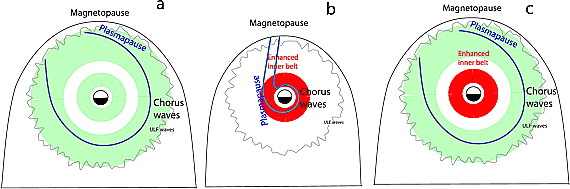 a
Magnetopause
Plasmapause
Chorus
waves
ULF waves
b
Magnetopause
Enhanced
inner belt
Plasmapause
Chorus
waves
ULF waves
c
Magnetopause
Plasmapause
Enhanced
inner belt
Chorus
waves
ULF waves